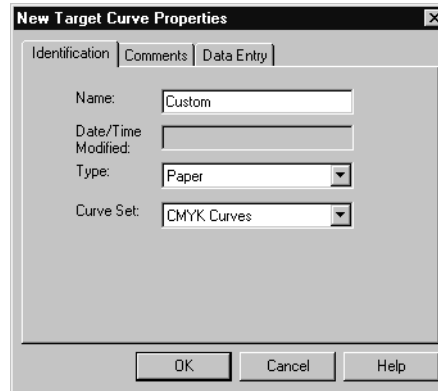 New Target Curve Properties
Identification Comments Data Entry
Name: Custom
Date/Time
Modified:
Type: Paper
Curve Set: CMYK Curves
OK Cancel Help